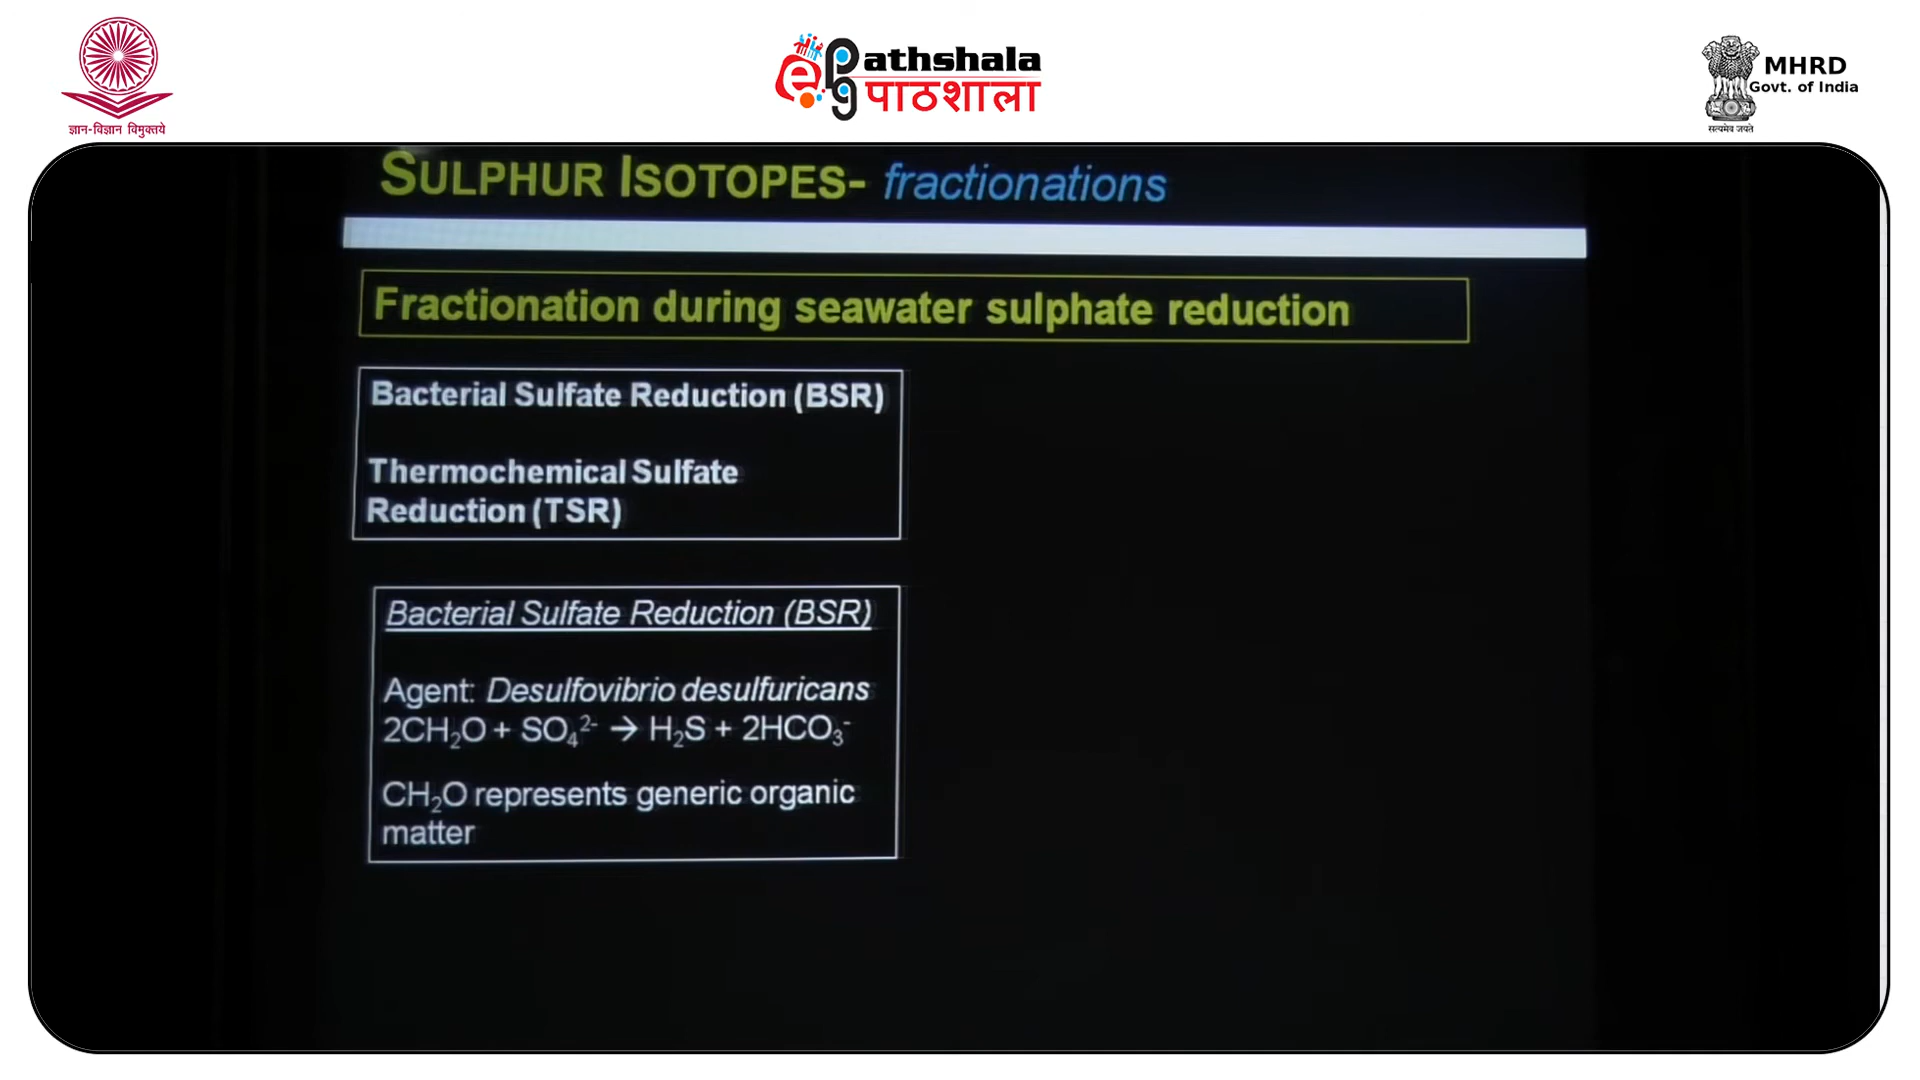 ज्ञान-विज्ञान विमुक्तये
ePGathshala
पाठशाला
MHRD
Govt. of India
सत्यमेव जयते
SULPHUR ISOTOPES- fractionations
Fractionation during seawater sulphate reduction
Bacterial Sulfate Reduction (BSR)
Thermochemical Sulfate
Reduction (TSR)
Bacterial Sulfate Reduction (BSR)
Agent: Desulfovibrio desulfuricans
2CH₂O + SO₄²⁻ → H₂S + 2HCO₃⁻
CH₂O represents generic organic
matter